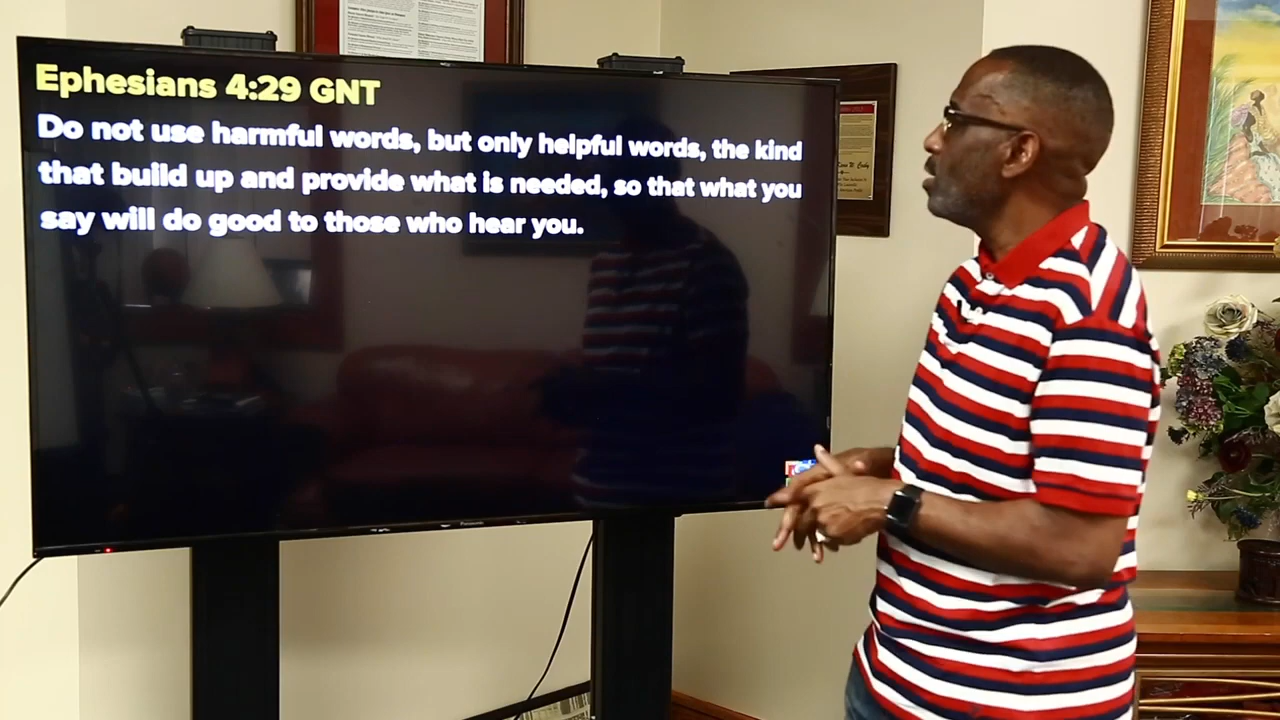 Ephesians 4:29 GNT
Do not use harmful words, but only helpful words, the kind
that build up and provide what is needed, so that what you
say will do good to those who hear you.
Panasonic